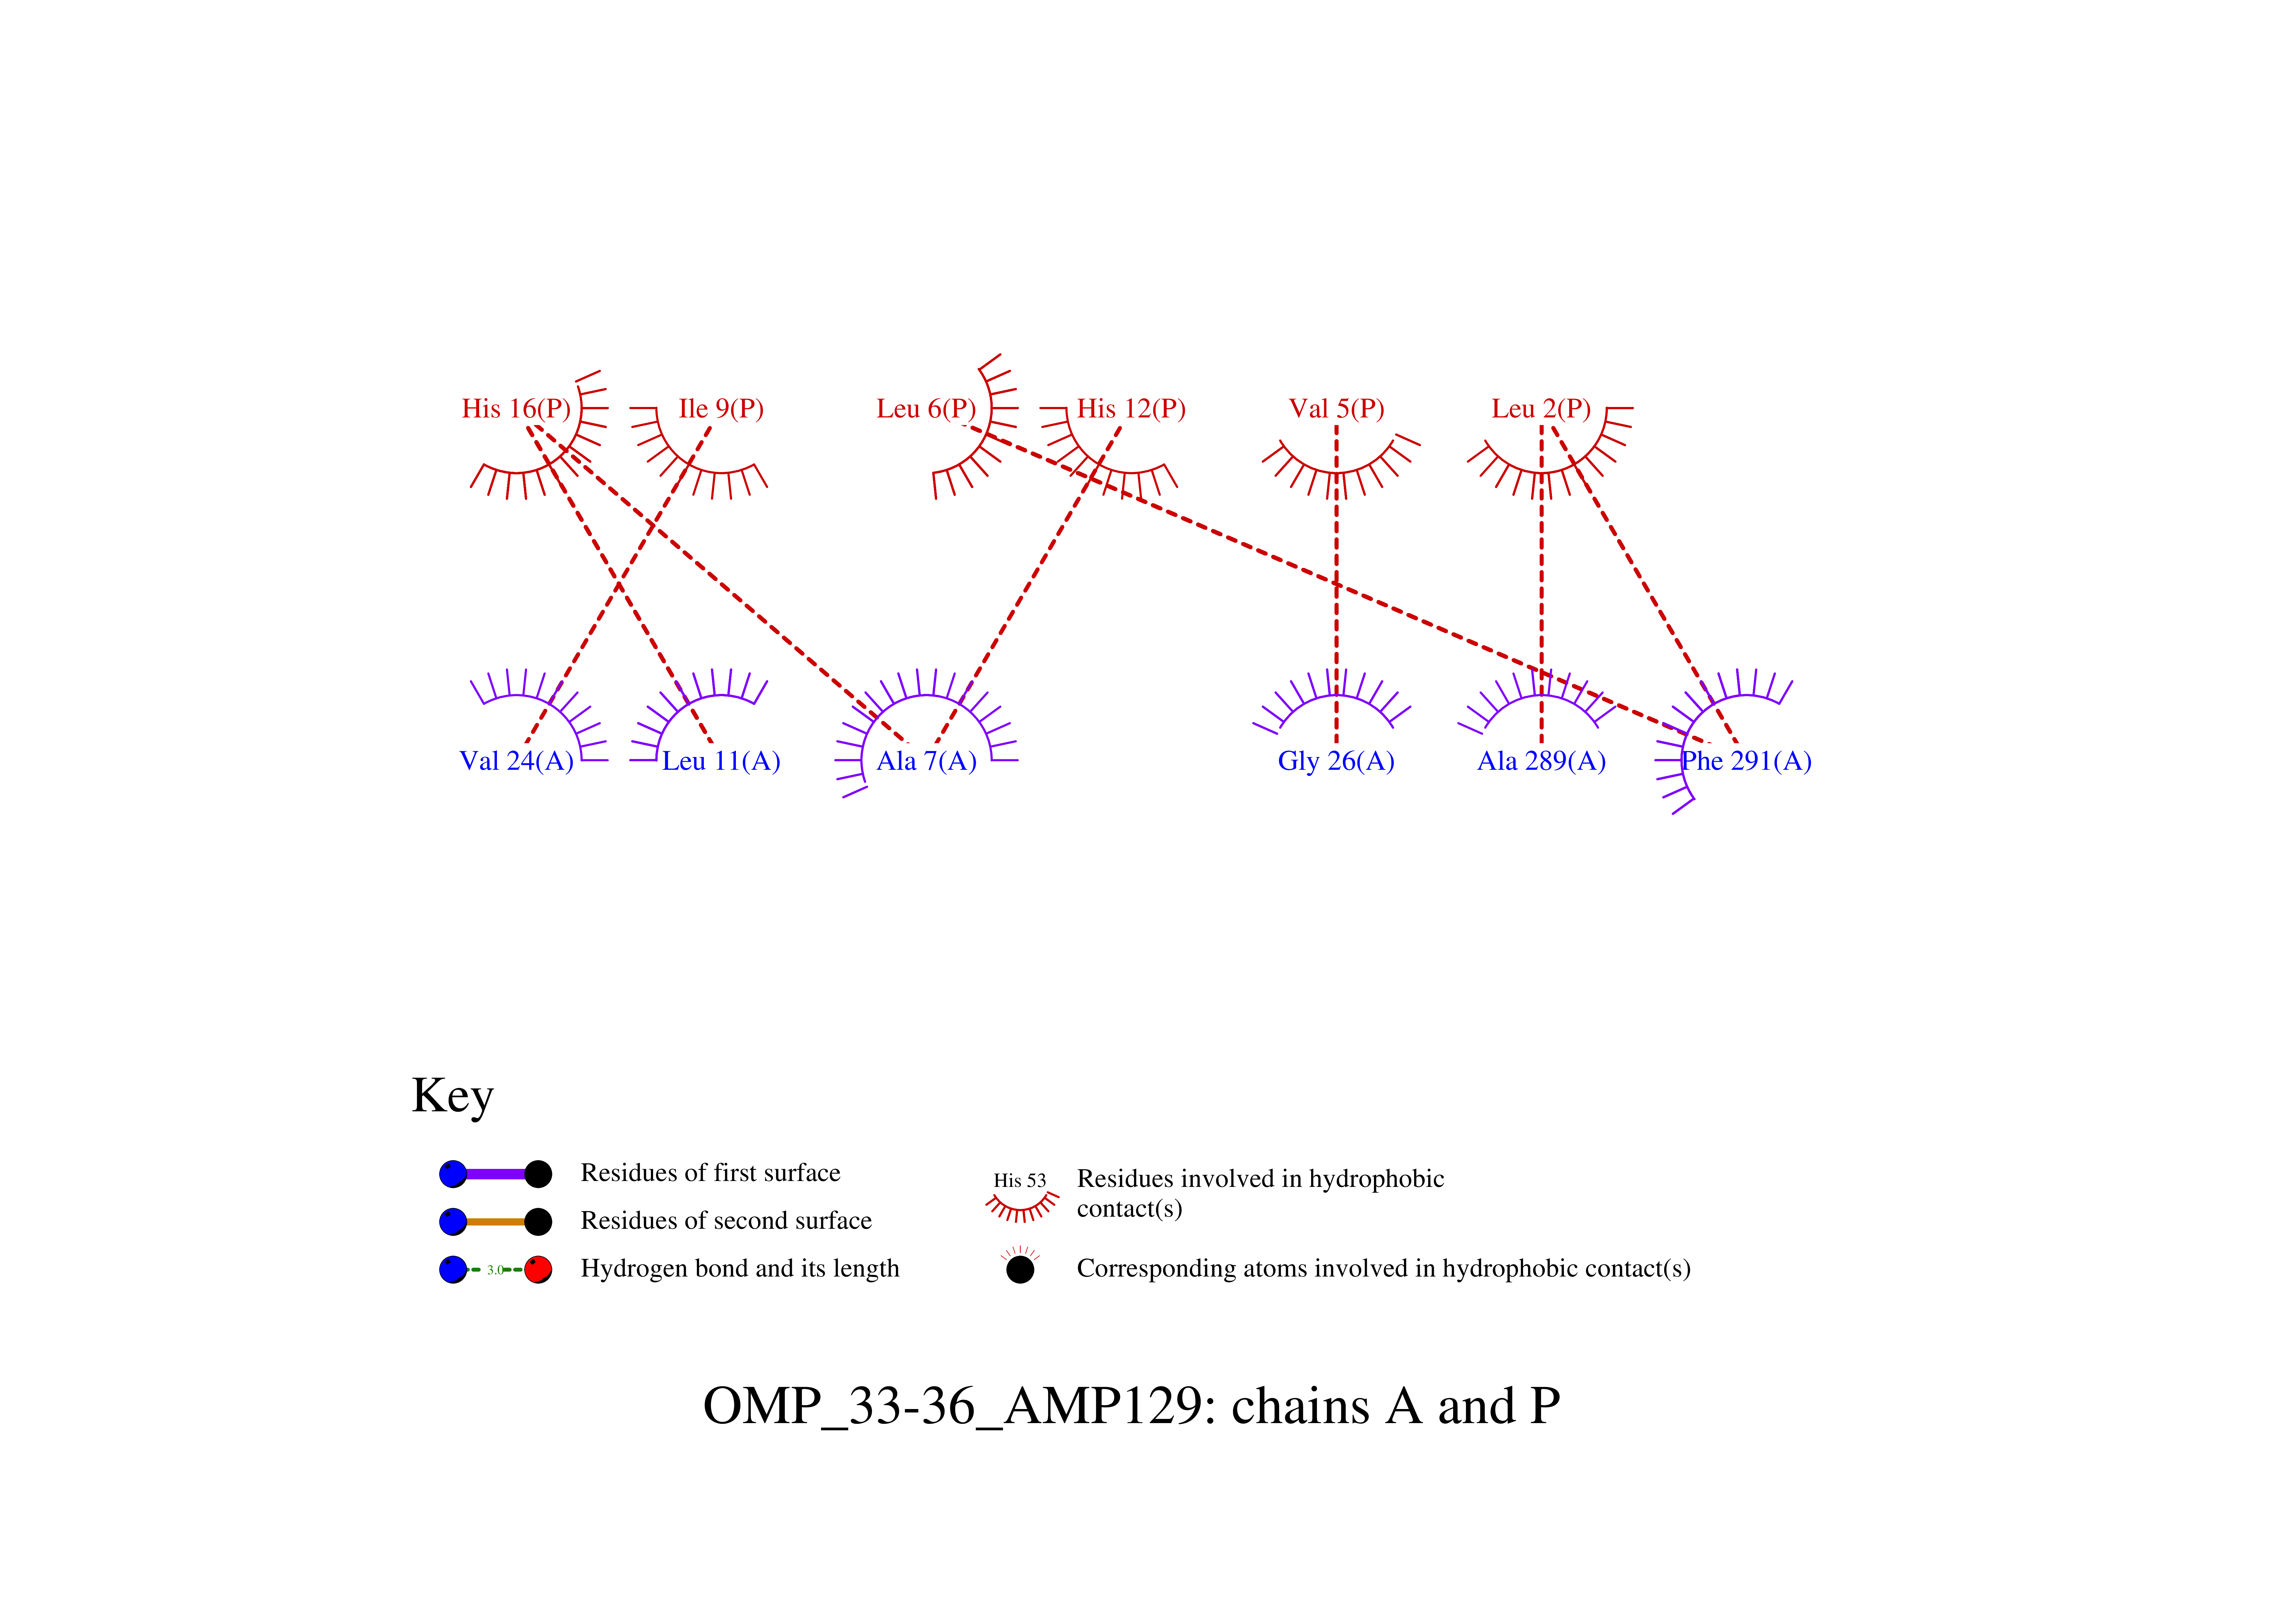 His 16(P) Ile 9(P) Leu 6(P) His 12(P) Val 5(P) Leu 2(P)
Val 24(A) Leu 11(A) Ala 7(A) Gly 26(A) Ala 289(A) Phe 291(A)
Key
Residues of first surface
Residues of second surface
3.0
Hydrogen bond and its length
His 53
Residues involved in hydrophobic
contact(s)
Corresponding atoms involved in hydrophobic contact(s)
OMP_33-36_AMP129: chains A and P